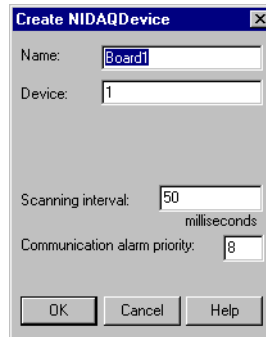 Create NIDAQDevice
Name: Board1
Device: 1
Scanning interval: 50
milliseconds
Communication alarm priority: 8
OK Cancel Help